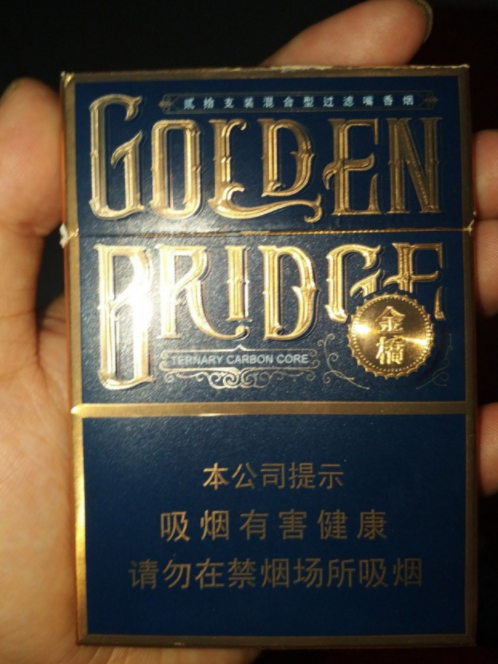 贰拾支装混合型过滤嘴香烟
GOLDEN
BRIDGE
金橋
TERNARY CARBON CORE
本公司提示
吸烟有害健康
请勿在禁烟场所吸烟